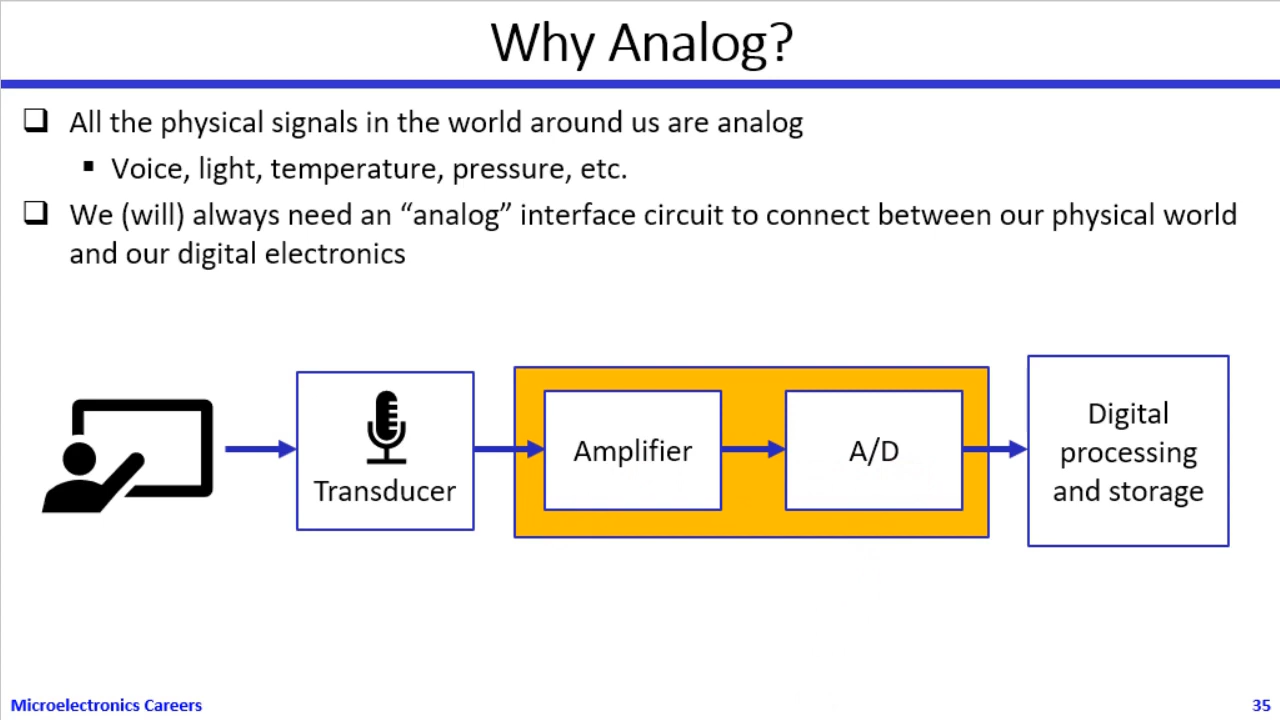 Why Analog?
All the physical signals in the world around us are analog
Voice, light, temperature, pressure, etc.
We (will) always need an “analog” interface circuit to connect between our physical world
and our digital electronics
Transducer
Amplifier
A/D
Digital
processing
and storage
Microelectronics Careers
35